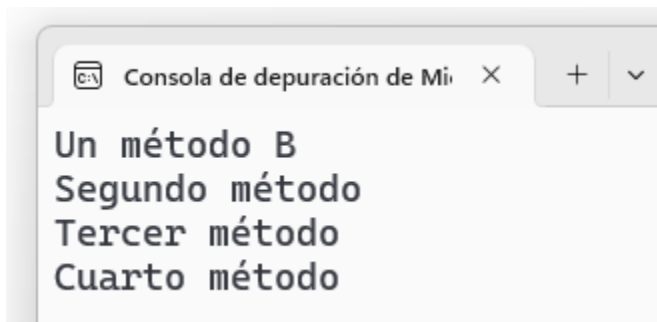 Consola de depuración de Mi
Un método B
Segundo método
Tercer método
Cuarto método